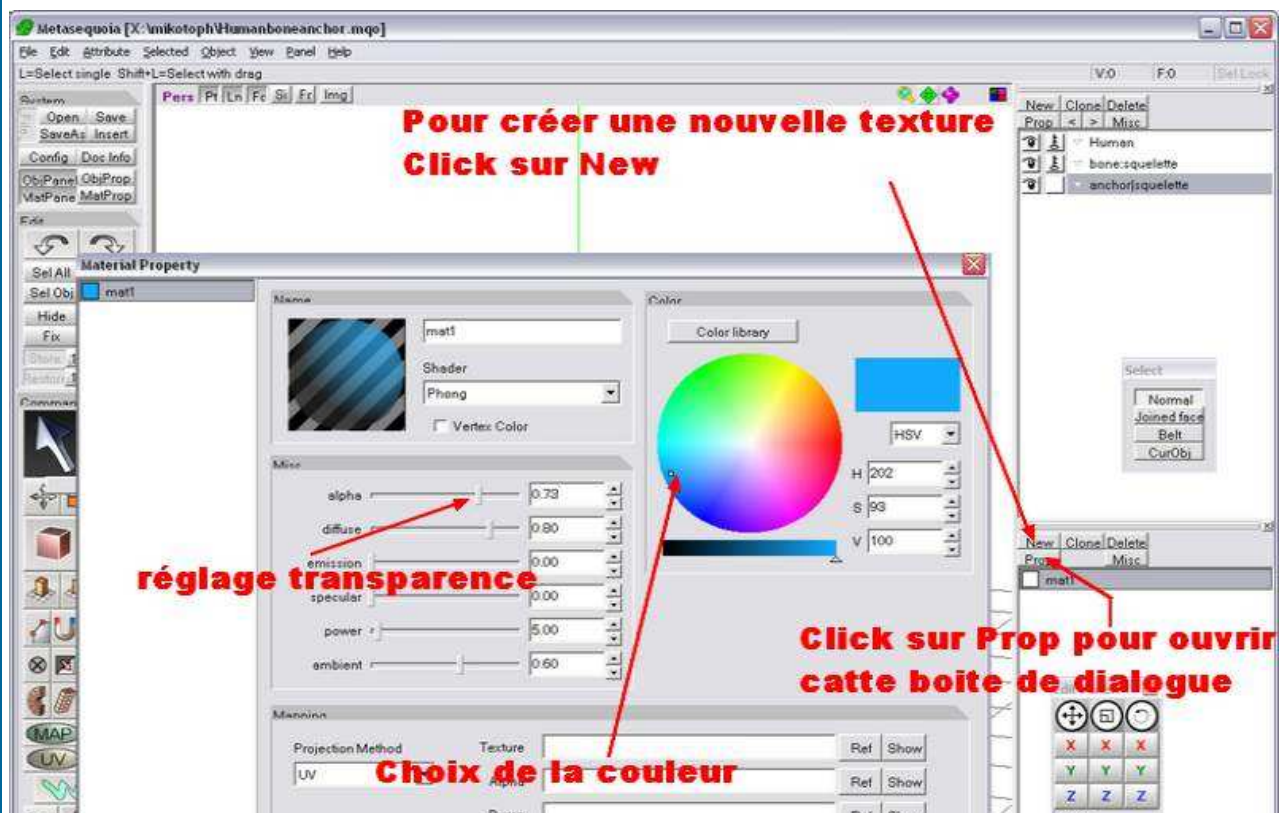 Metasequoia [X:\mikotoph\Humanboneanchor.mqo]
File Edit Attribute Selected Object View Panel Help
L=Select single Shift+L=Select with drag
V:0 F:0 Sel Lock
System
Open Save
SaveAs Insert
Config Doc Info
ObjPanel ObjProp
MatPane MatProp
Edit
Sel All
Sel Obj
Hide
Fix
Pers Pt Ln Fc Si Fr Img
Pour créer une nouvelle texture
Click sur New
New Clone Delete
Prop < > Misc
Human
bone:squelette
anchor|squelette
Material Property
mat1
Name
mat1
Shader
Phong
Vertex Color
Color
Color library
HSV
H 202
S 93
V 100
Misc
alpha 0.73
diffuse 0.80
emission 0.00
réglage transparence
specular 0.00
power 5.00
ambient 0.60
Select
Normal
Joined face
Belt
CurObj
New Clone Delete
Misc
mat1
Click sur Prop pour ouvrir
catte boite de dialogue
Mapping
Projection Method
UV
Texture Ref Show
Choix de la couleur
Alpha Ref Show
MAP
UV
X X X
Y Y Y
Z Z Z